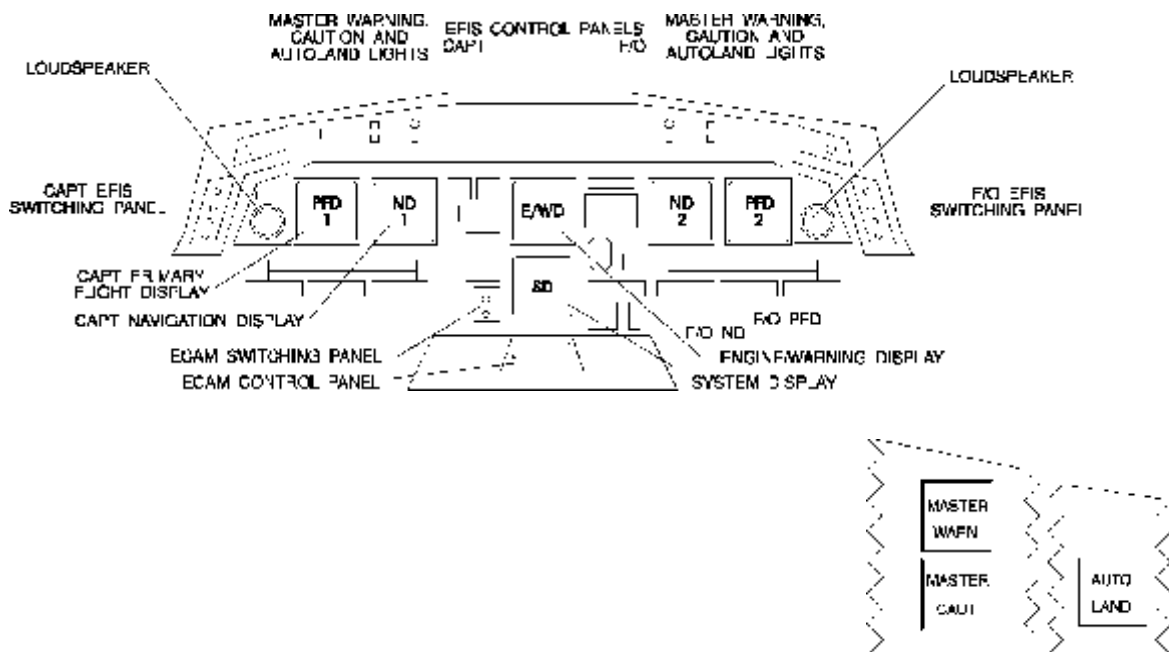 MASTER WARNING,
CAUTION AND
AUTOLAND LIGHTS
EFIS CONTROL PANELS
CAPT F/O
MASTER WARNING,
CAUTION AND
AUTOLAND LIGHTS
LOUDSPEAKER
LOUDSPEAKER
CAPT EFIS
SWITCHING PANEL
PFD
1
ND
1
E/WD
ND
2
PFD
2
F/O EFIS
SWITCHING PANEL
CAPT PRIMARY
FLIGHT DISPLAY
SD
CAPT NAVIGATION DISPLAY
F/O PFD
F/O ND
ECAM SWITCHING PANEL
ENGINE/WARNING DISPLAY
ECAM CONTROL PANEL
SYSTEM DISPLAY
MASTER
WARN
MASTER
CAUT
AUTO
LAND